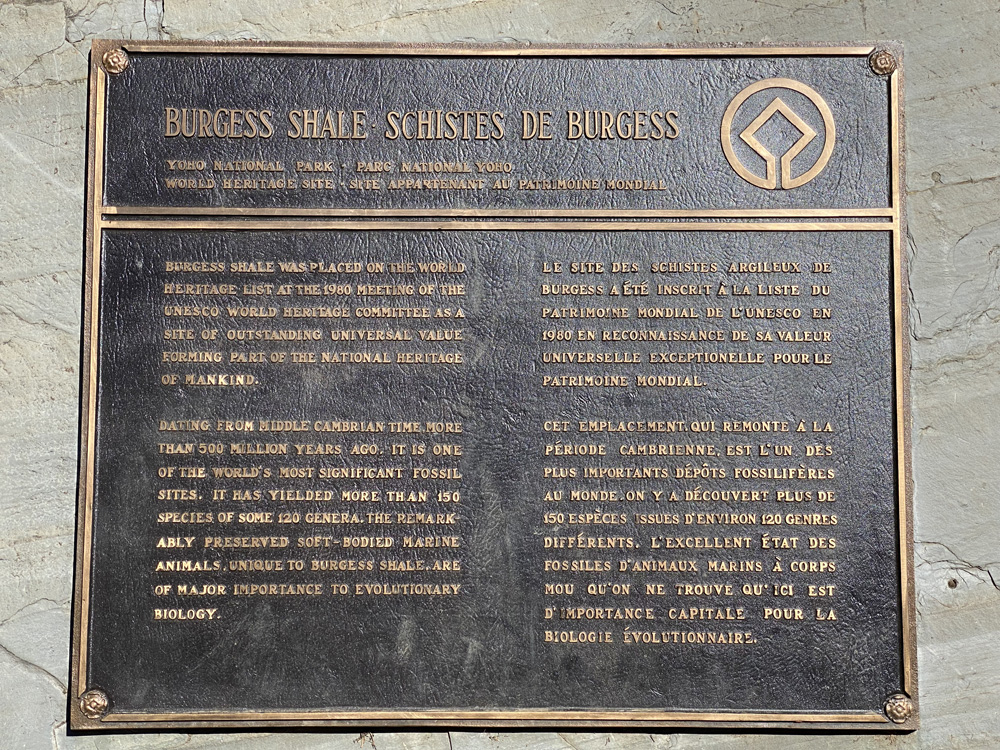 BURGESS SHALE · SCHISTES DE BURGESS
YOHO NATIONAL PARK · PARC NATIONAL YOHO
WORLD HERITAGE SITE · SITE APPARTENANT AU PATRIMOINE MONDIAL
BURGESS SHALE WAS PLACED ON THE WORLD
HERITAGE LIST AT THE 1980 MEETING OF THE
UNESCO WORLD HERITAGE COMMITTEE AS A
SITE OF OUTSTANDING UNIVERSAL VALUE
FORMING PART OF THE NATIONAL HERITAGE
OF MANKIND.
DATING FROM MIDDLE CAMBRIAN TIME, MORE
THAN 500 MILLION YEARS AGO, IT IS ONE
OF THE WORLD'S MOST SIGNIFICANT FOSSIL
SITES. IT HAS YIELDED MORE THAN 150
SPECIES OF SOME 120 GENERA. THE REMARK-
ABLY PRESERVED SOFT-BODIED MARINE
ANIMALS, UNIQUE TO BURGESS SHALE, ARE
OF MAJOR IMPORTANCE TO EVOLUTIONARY
BIOLOGY.
LE SITE DES SCHISTES ARGILEUX DE
BURGESS A ÉTÉ INSCRIT À LA LISTE DU
PATRIMOINE MONDIAL DE L'UNESCO EN
1980 EN RECONNAISSANCE DE SA VALEUR
UNIVERSELLE EXCEPTIONELLE POUR LE
PATRIMOINE MONDIAL.
CET EMPLACEMENT, QUI REMONTE À LA
PÉRIODE CAMBRIENNE, EST L'UN DES
PLUS IMPORTANTS DÉPÔTS FOSSILIFÈRES
AU MONDE. ON Y A DÉCOUVERT PLUS DE
150 ESPÈCES ISSUES D'ENVIRON 120 GENRES
DIFFÉRENTS. L'EXCELLENT ÉTAT DES
FOSSILES D'ANIMAUX MARINS À CORPS
MOU QU'ON NE TROUVE QU'ICI EST
D'IMPORTANCE CAPITALE POUR LA
BIOLOGIE ÉVOLUTIONNAIRE.